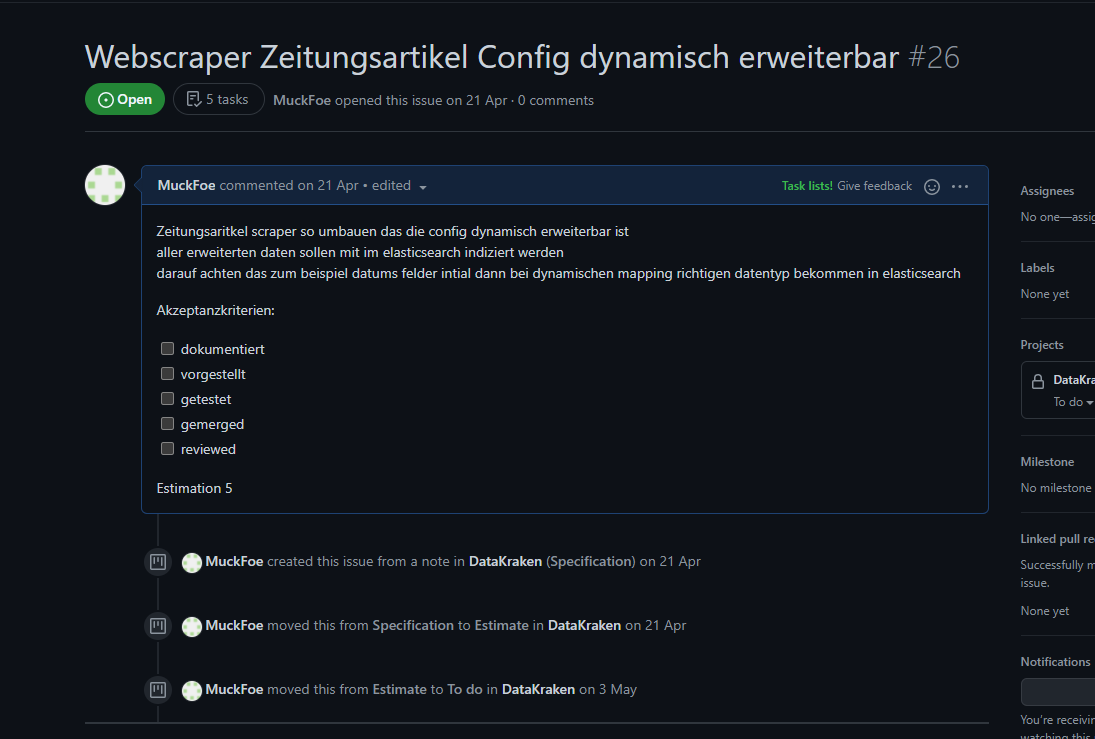 Webscraper Zeitungsartikel Config dynamisch erweiterbar #26
Open 5 tasks MuckFoe opened this issue on 21 Apr · 0 comments
MuckFoe commented on 21 Apr • edited Task lists! Give feedback
Zeitungsaritkel scraper so umbauen das die config dynamisch erweiterbar ist
aller erweiterten daten sollen mit im elasticsearch indiziert werden
darauf achten das zum beispiel datums felder intial dann bei dynamischen mapping richtigen datentyp bekommen in elasticsearch
Akzeptanzkriterien:
dokumentiert
vorgestellt
getestet
gemerged
reviewed
Estimation 5
MuckFoe created this issue from a note in DataKraken (Specification) on 21 Apr
MuckFoe moved this from Specification to Estimate in DataKraken on 21 Apr
MuckFoe moved this from Estimate to To do in DataKraken on 3 May
Assignees
No one—assig
Labels
None yet
Projects
DataKra
To do
Milestone
No milestone
Linked pull re
Successfully m
issue.
None yet
Notifications
You're receivin
watching this